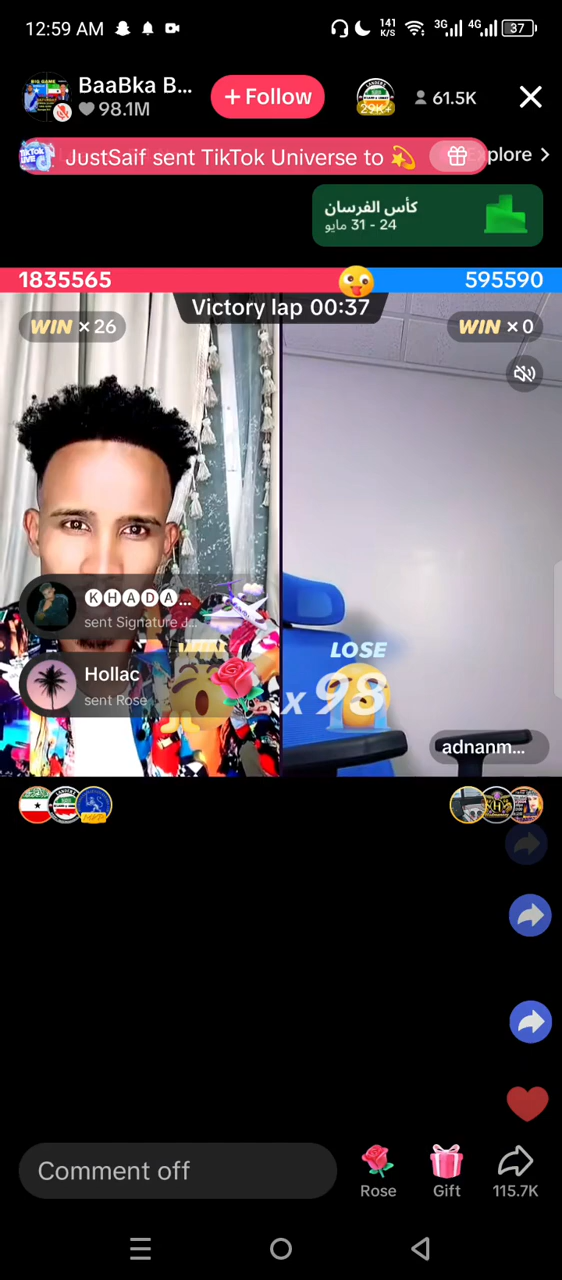 12:59 AM
141
K/S
3G
4G
37
BaaBka B...
98.1M
+ Follow
29K+
61.5K
JustSaif sent TikTok Universe to
plore >
كأس الفرسان
24 - 31 مايو
1835565
595590
Victory lap 00:37
WIN × 26
WIN × 0
🅚🅗🅐🅓🅐...
sent Signature J...
Hollac
sent Rose
x 98
LOSE
adnanm...
Comment off
Rose
Gift
115.7K